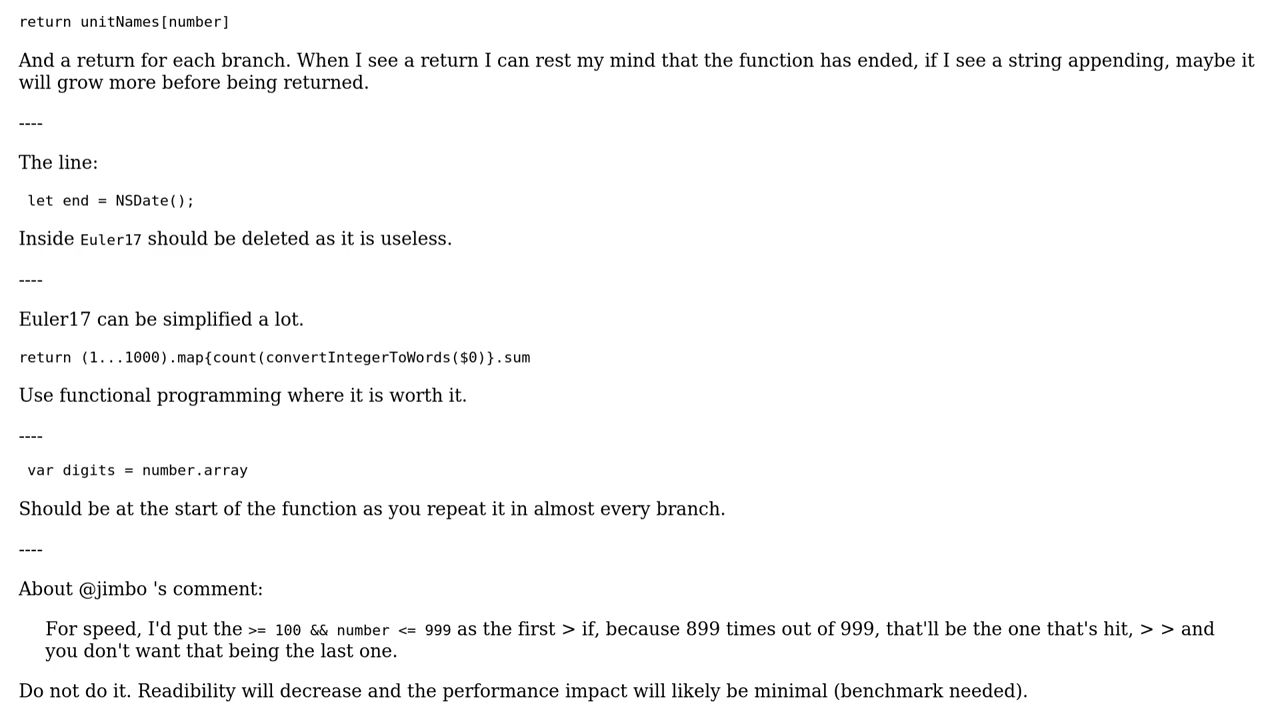 return unitNames[number]
And a return for each branch. When I see a return I can rest my mind that the function has ended, if I see a string appending, maybe it
will grow more before being returned.
----
The line:
let end = NSDate();
Inside Euler17 should be deleted as it is useless.
----
Euler17 can be simplified a lot.
return (1...1000).map{count(convertIntegerToWords($0)}.sum
Use functional programming where it is worth it.
----
var digits = number.array
Should be at the start of the function as you repeat it in almost every branch.
----
About @jimbo 's comment:
For speed, I'd put the >= 100 && number <= 999 as the first > if, because 899 times out of 999, that'll be the one that's hit, > > and
you don't want that being the last one.
Do not do it. Readibility will decrease and the performance impact will likely be minimal (benchmark needed).